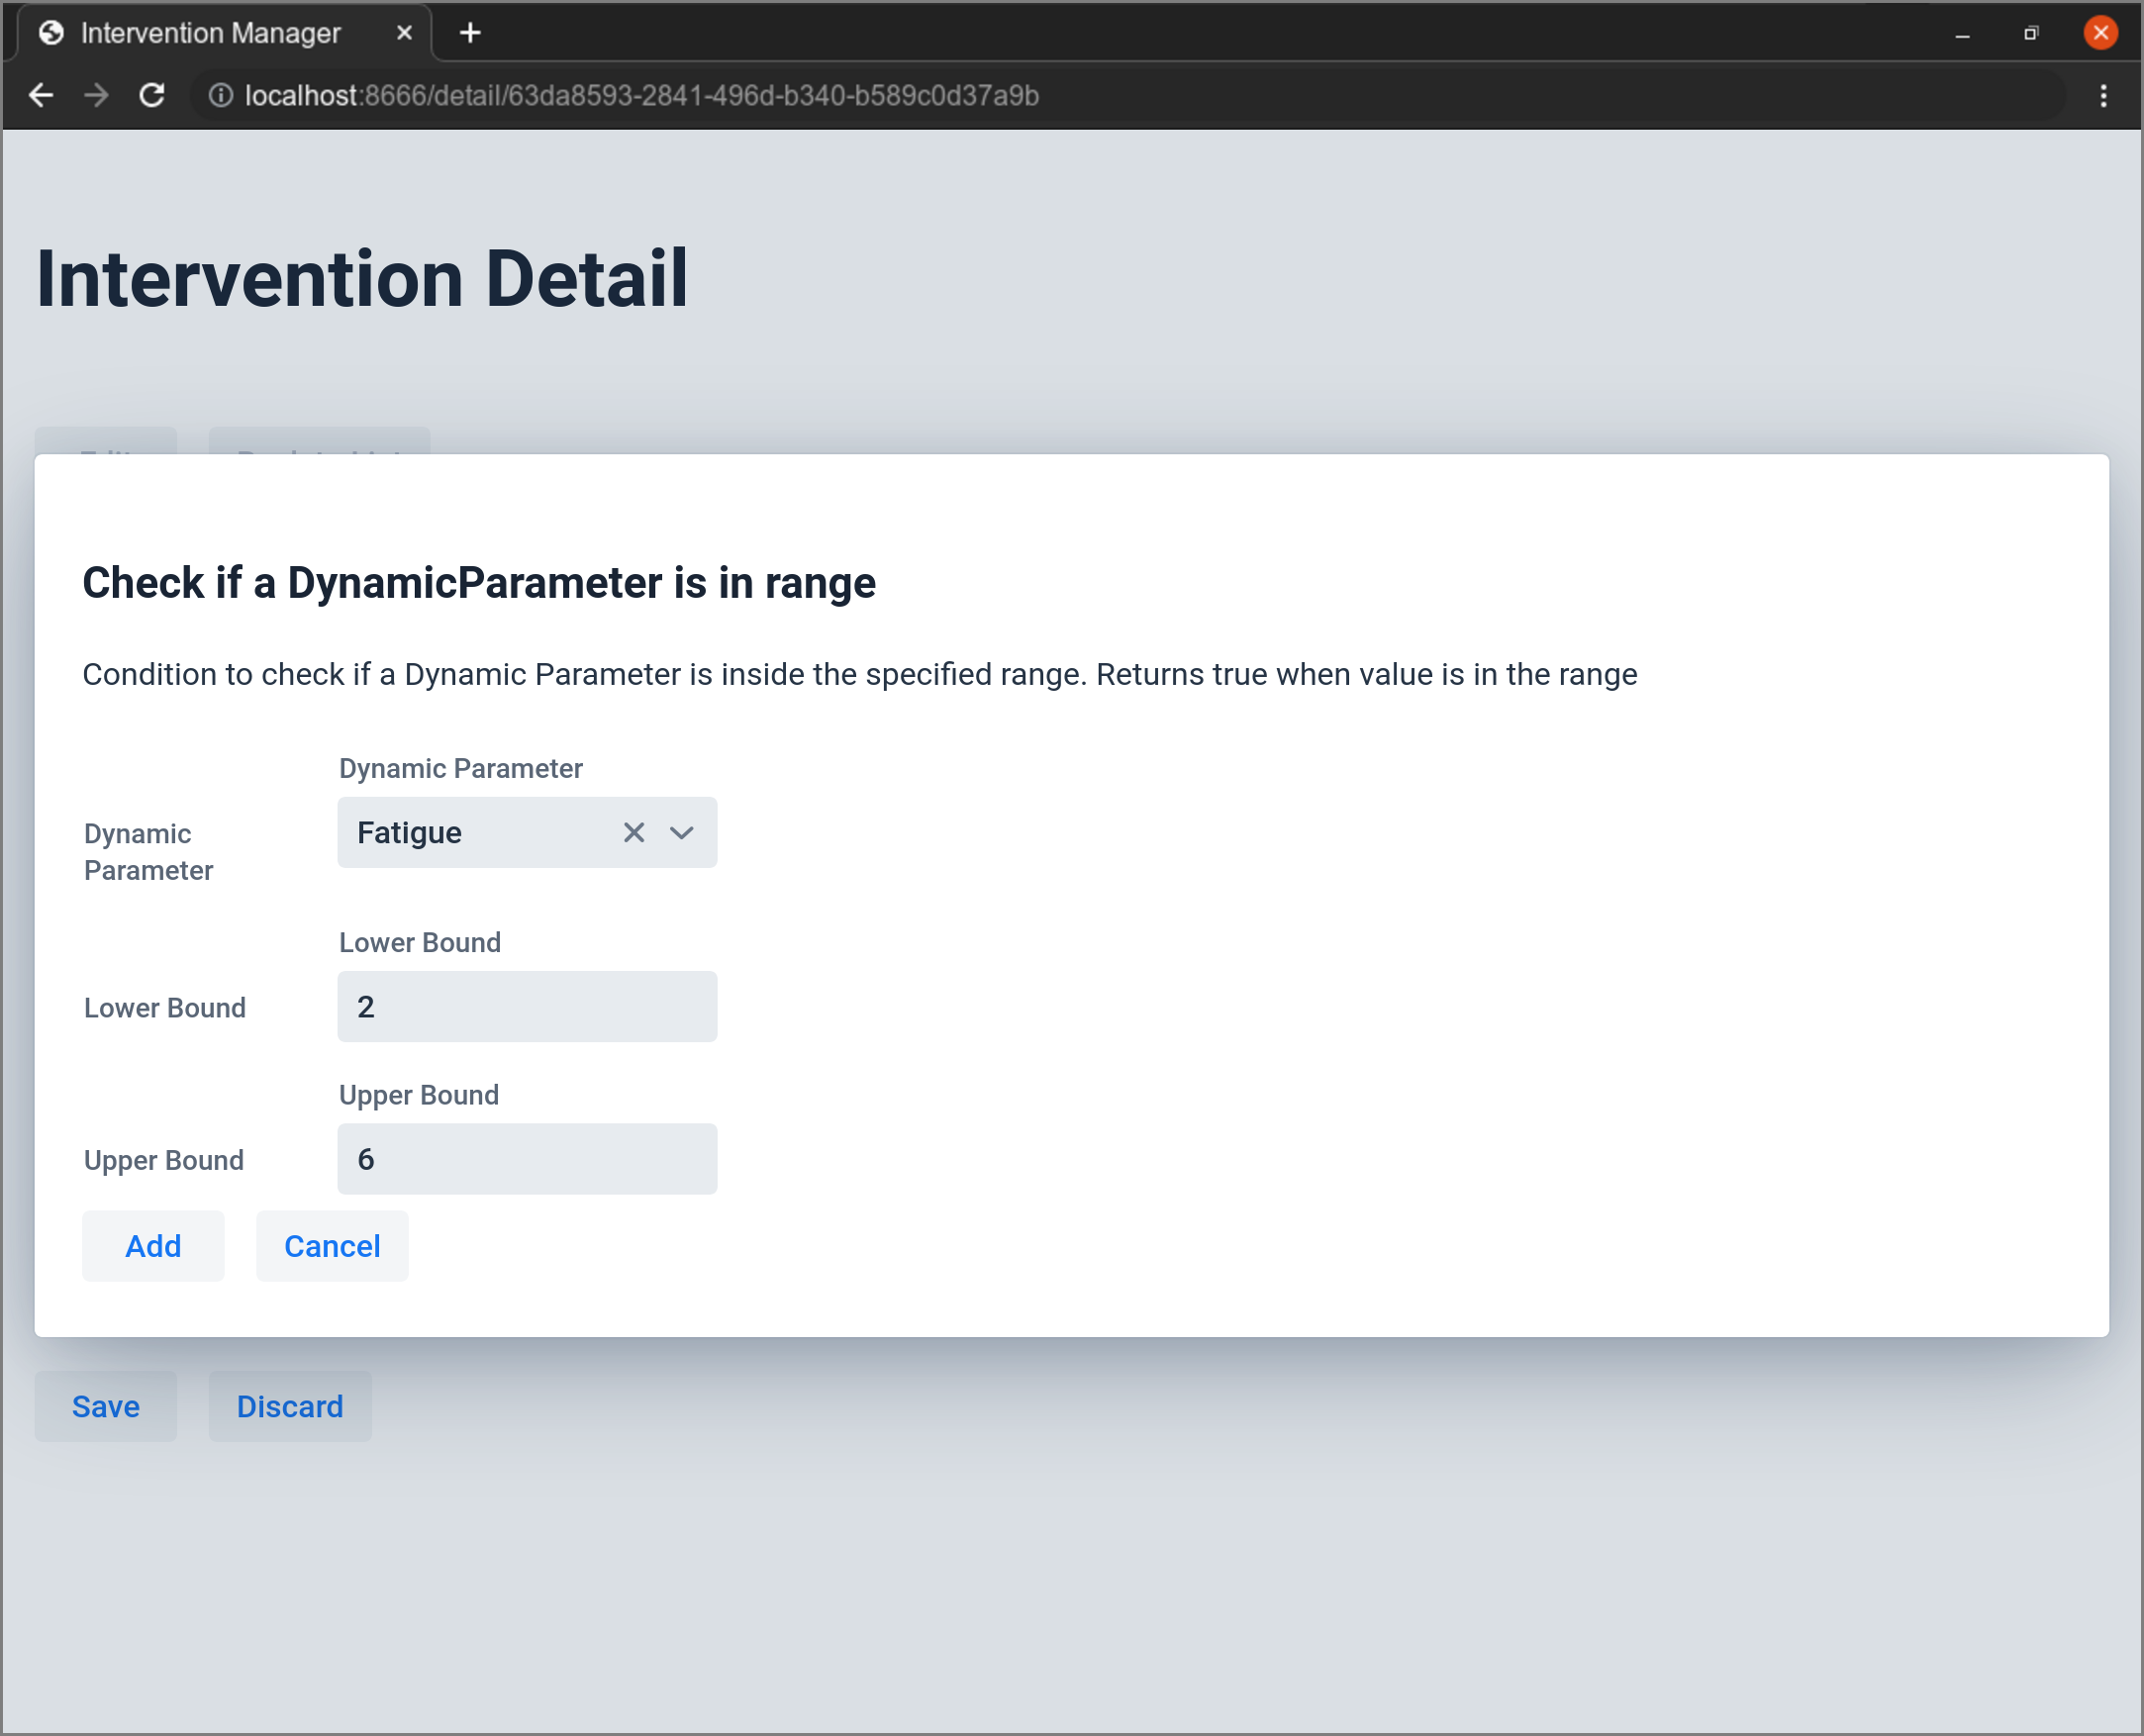 Intervention Manager
localhost:8666/detail/63da8593-2841-496d-b340-b589c0d37a9b
Intervention Detail
Check if a DynamicParameter is in range
Condition to check if a Dynamic Parameter is inside the specified range. Returns true when value is in the range
Dynamic Parameter
Dynamic
Parameter
Fatigue
Lower Bound
Lower Bound
2
Upper Bound
Upper Bound
6
Add
Cancel
Save
Discard